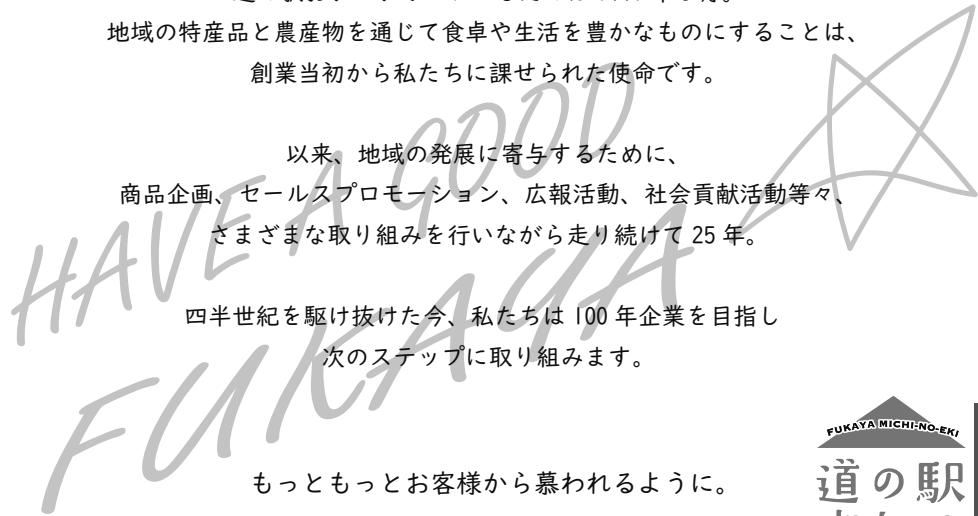 地域の特産品と農産物を通じて食卓や生活を豊かなものにすることは、
創業当初から私たちに課せられた使命です。
以来、地域の発展に寄与するために、
商品企画、セールスプロモーション、広報活動、社会貢献活動等々、
さまざまな取り組みを行いながら走り続けて 25 年。
四半世紀を駆け抜けた今、私たちは 100 年企業を目指し
次のステップに取り組みます。
もっともっとお客様から慕われるように。
HAVE A GOOD
FUKAYA
FUKAYA MICHI-NO-EKI
道の駅